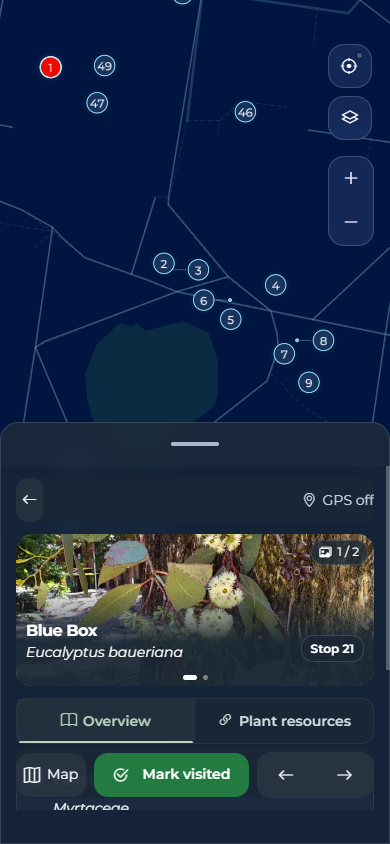 1
49
47
46
2
3
4
6
5
8
7
9
GPS off
1/2
Blue Box
Eucalyptus baueriana
Stop 21
Overview
Plant resources
Map
Mark visited
Myrtaceae